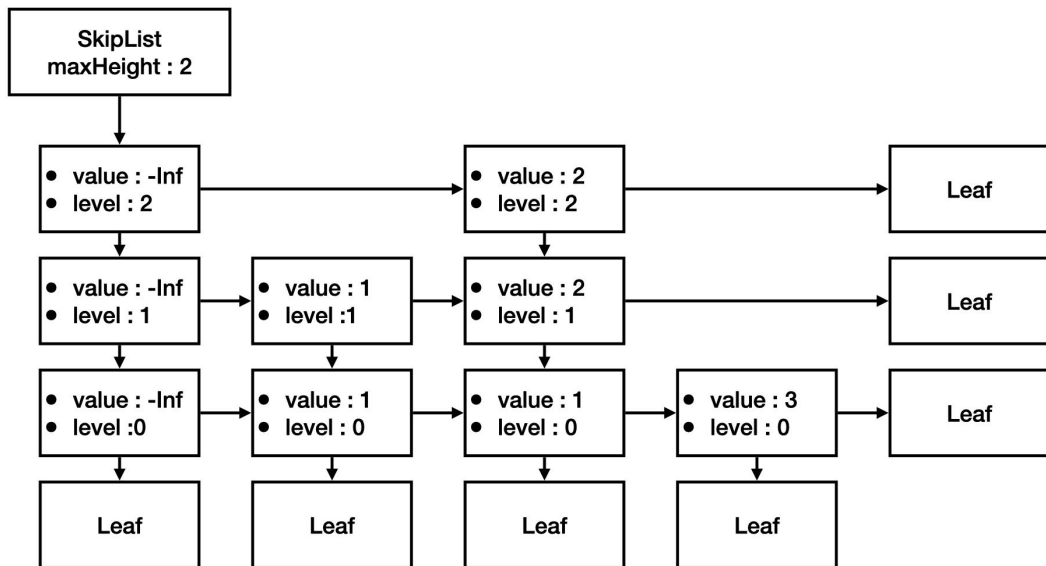 SkipList
maxHeight : 2
• value : -Inf
• level : 2
• value : 2
• level : 2
Leaf
• value : -Inf
• level : 1
• value : 1
• level :1
• value : 2
• level : 1
Leaf
• value : -Inf
• level :0
• value : 1
• level : 0
• value : 1
• level : 0
• value : 3
• level : 0
Leaf
Leaf
Leaf
Leaf
Leaf